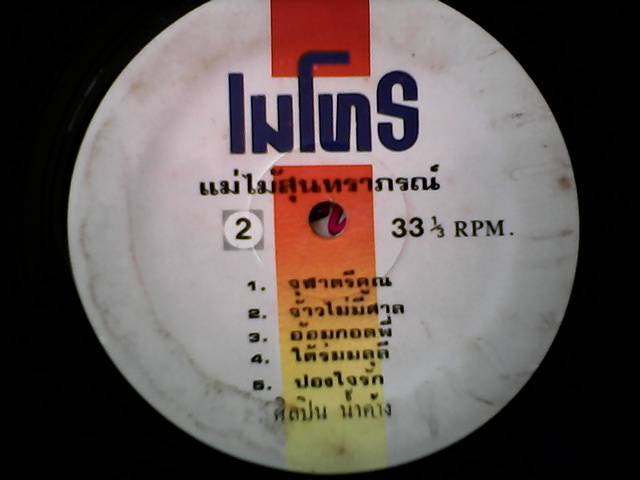 เมโทร
แม่ไม้สุนทราภรณ์
2
33 ⅓ RPM.
1. จุฬาตรีคูณ
2. จ้าวไม่มีศาล
3. อ้อมกอดพี่
4. ใต้ร่มมลุลี
5. ปองใจรัก
ศิลปิน น้ำค้าง